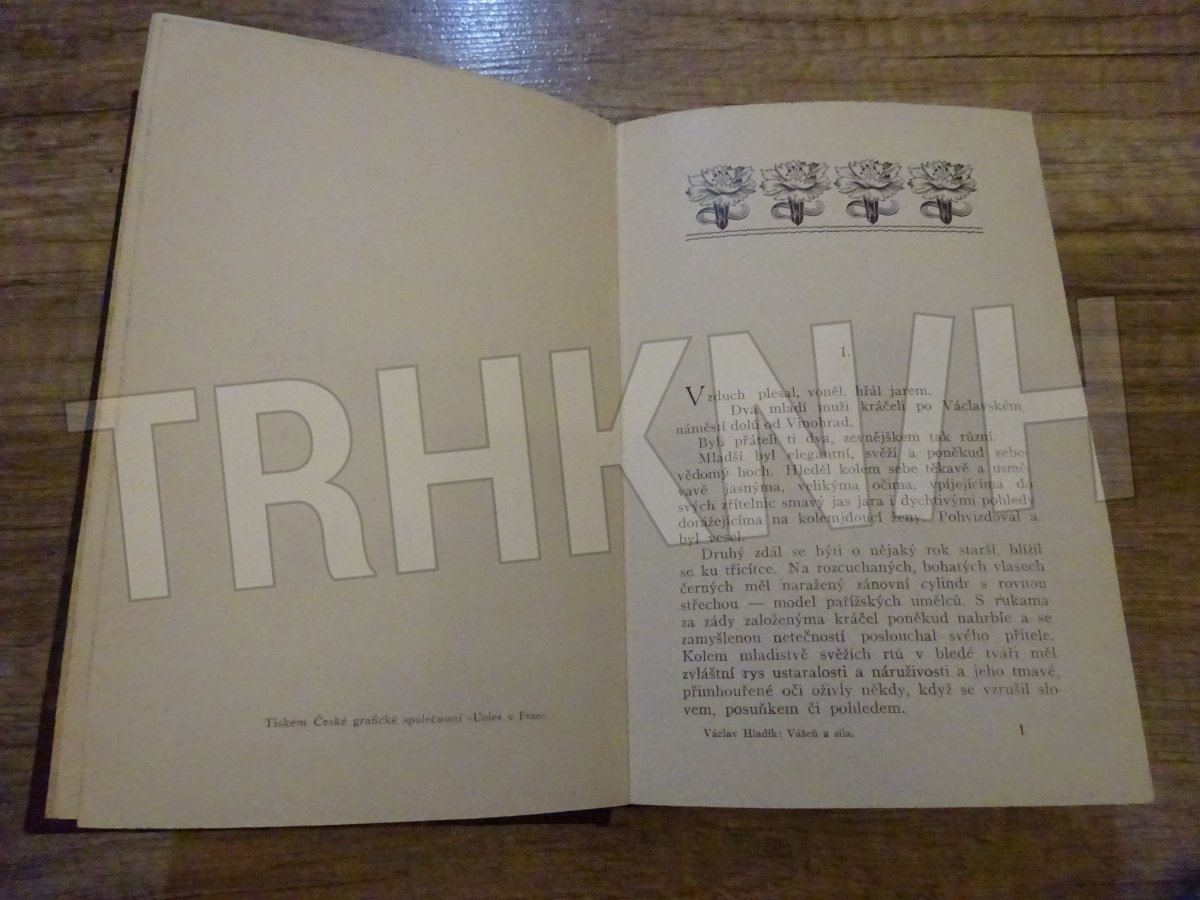 Tiskem České grafické společnosti «Unie» v Praze.
I.
Vzduch plesal, voněl, hřál jarem.
Dva mladí muži kráčeli po Václavském
náměstí dolů od Vinohrad.
Byli přáteli ti dva, zevnějškem tak různí.
Mladší byl elegantní, svěží a poněkud sebe-
vědomý hoch. Hleděl kolem sebe těkavě a usmě-
vavě jasnýma, velikýma očima, vpíjejícíma do
svých zřítelnic smavý jas jara i dychtivými pohledy
dorážejícíma na kolemjdoucí ženy. Pohvizdoval a
byl vesel.
Druhý zdál se býti o nějaký rok starší, blížil
se ku třicítce. Na rozcuchaných, bohatých vlasech
černých měl naražený zánovní cylindr s rovnou
střechou — model pařížských umělců. S rukama
za zády založenýma kráčel poněkud nahrble a se
zamyšlenou netečností poslouchal svého přítele.
Kolem mladistvě svěžích rtů v bledé tváři měl
zvláštní rys ustaralosti a náruživosti a jeho tmavé,
přimhouřené oči oživly někdy, když se vzrušil slo-
vem, posuňkem či pohledem.
Václav Hladík: Vášeň a síla.
1
TRHKNIH